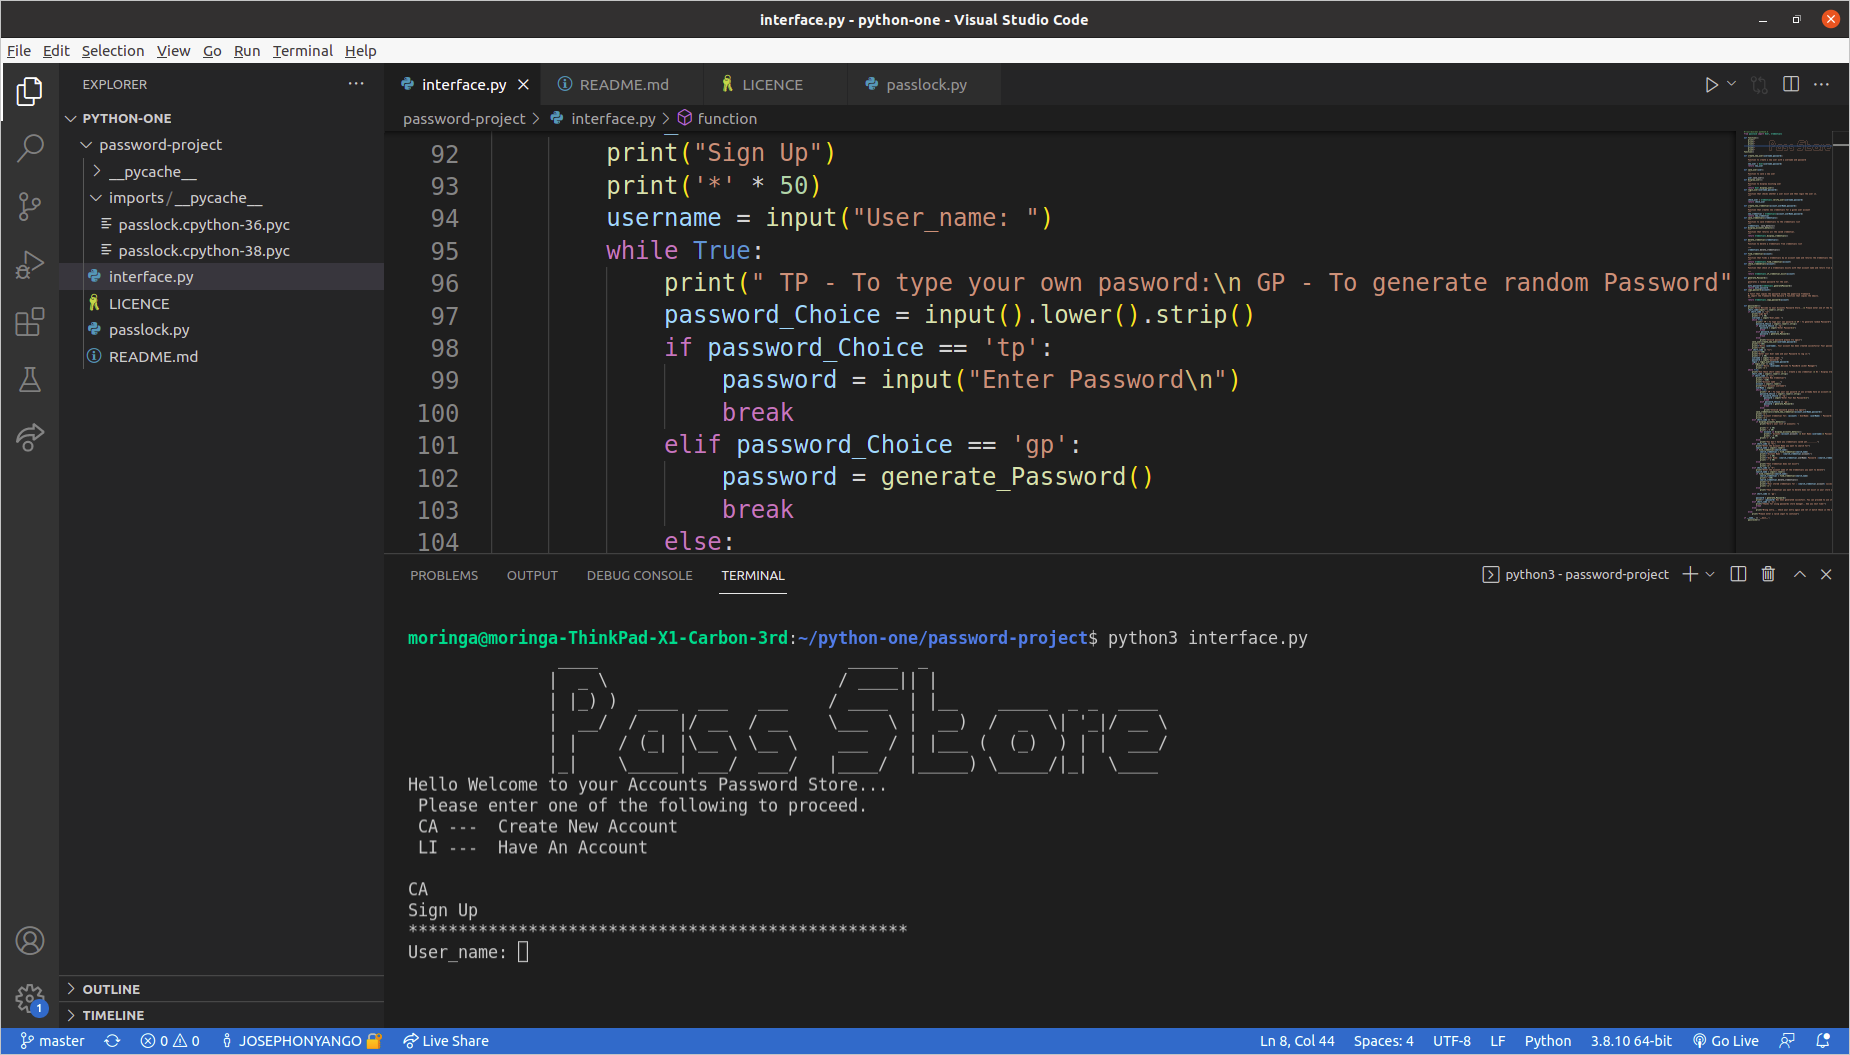 interface.py - python-one - Visual Studio Code
File Edit Selection View Go Run Terminal Help
EXPLORER
PYTHON-ONE
password-project
__pycache__
imports/__pycache__
passlock.cpython-36.pyc
passlock.cpython-38.pyc
interface.py
LICENCE
passlock.py
README.md
OUTLINE
TIMELINE
interface.py README.md LICENCE passlock.py
password-project > interface.py > function
92 print("Sign Up")
93 print('*' * 50)
94 username = input("User_name: ")
95 while True:
96 print(" TP - To type your own pasword:\n GP - To generate random Password"
97 password_Choice = input().lower().strip()
98 if password_Choice == 'tp':
99 password = input("Enter Password\n")
100 break
101 elif password_Choice == 'gp':
102 password = generate_Password()
103 break
104 else:
PROBLEMS OUTPUT DEBUG CONSOLE TERMINAL
python3 - password-project
moringa@moringa-ThinkPad-X1-Carbon-3rd:~/python-one/password-project$ python3 interface.py
Pass Store
Hello Welcome to your Accounts Password Store...
Please enter one of the following to proceed.
CA ---  Create New Account
LI ---  Have An Account
CA
Sign Up
**************************************************
User_name:
1
master 0 0 JOSEPHONYANGO Live Share Ln 8, Col 44 Spaces: 4 UTF-8 LF Python 3.8.10 64-bit Go Live